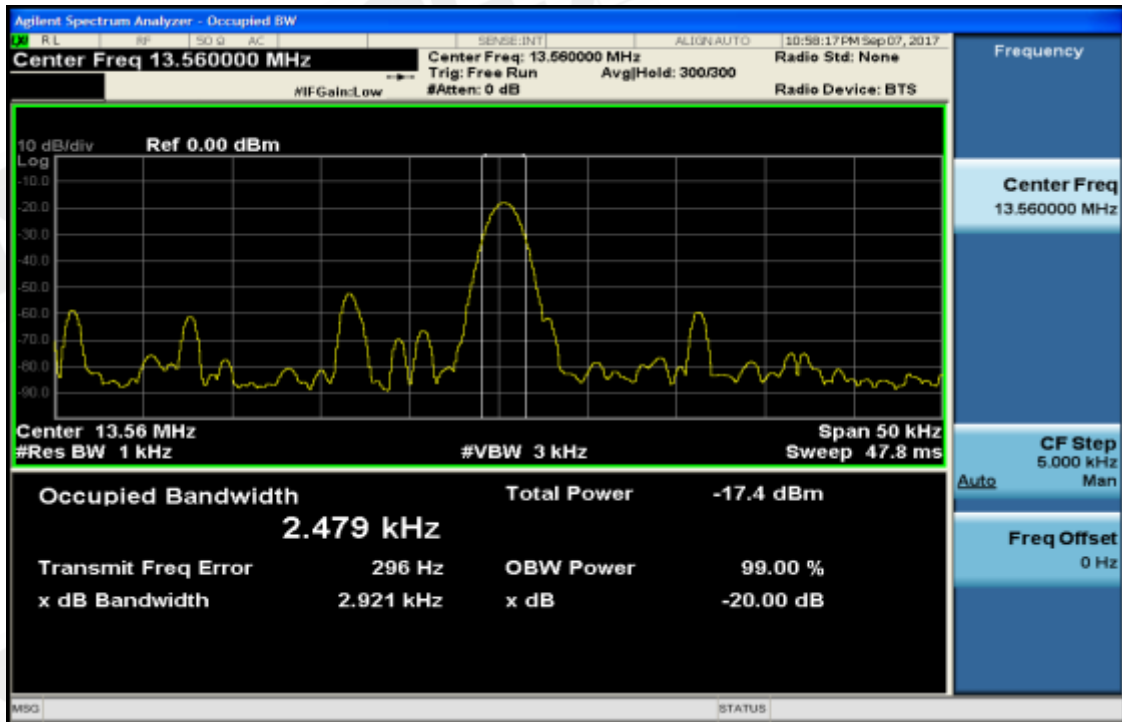 Agilent Spectrum Analyzer - Occupied BW
RL RF 50 Ω AC SENSE:INT ALIGN AUTO 10:58:17 PM Sep 07, 2017
Center Freq 13.560000 MHz
Center Freq: 13.560000 MHz Radio Std: None
Trig: Free Run Avg|Hold: 300/300
#IFGain:Low #Atten: 0 dB Radio Device: BTS
10 dB/div Ref 0.00 dBm
Log
-10.0
-20.0
-30.0
-40.0
-50.0
-60.0
-70.0
-80.0
-90.0
Center 13.56 MHz Span 50 kHz
#Res BW 1 kHz #VBW 3 kHz Sweep 47.8 ms
Occupied Bandwidth Total Power -17.4 dBm
2.479 kHz
Transmit Freq Error 296 Hz OBW Power 99.00 %
x dB Bandwidth 2.921 kHz x dB -20.00 dB
MSG STATUS
Frequency
Center Freq
13.560000 MHz
CF Step
5.000 kHz
Auto Man
Freq Offset
0 Hz